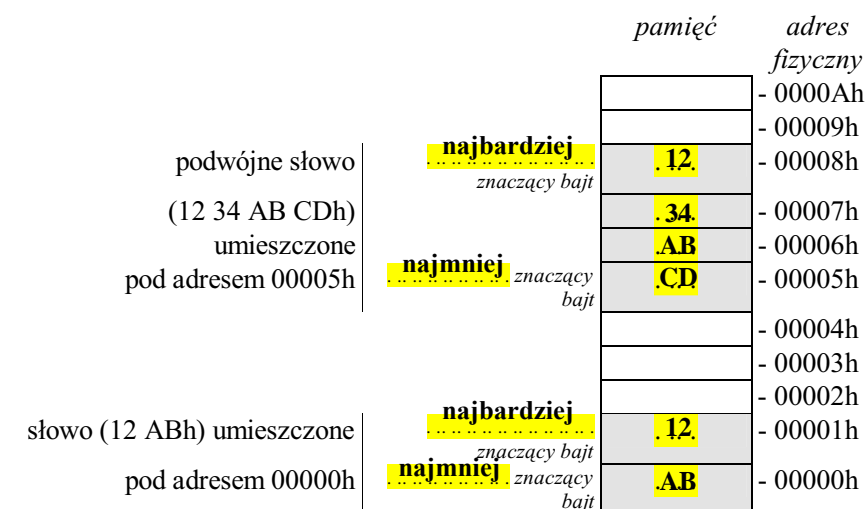 pamięć adres
fizyczny
- 0000Ah
- 00009h
podwójne słowo najbardziej 12 - 00008h
znaczący bajt
(12 34 AB CDh) 34 - 00007h
umieszczone AB - 00006h
pod adresem 00005h najmniej znaczący CD - 00005h
bajt
- 00004h
- 00003h
- 00002h
słowo (12 ABh) umieszczone najbardziej 12 - 00001h
znaczący bajt
pod adresem 00000h najmniej znaczący AB - 00000h
bajt